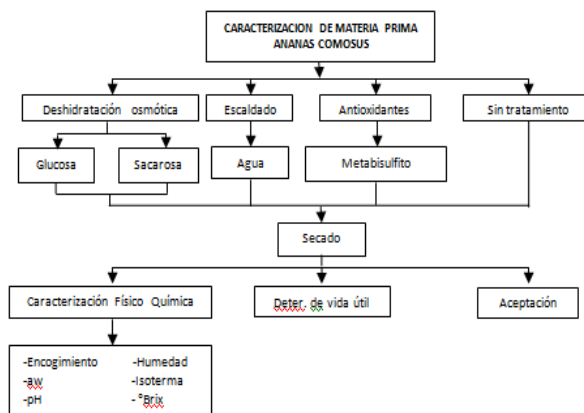 CARACTERIZACION DE MATERIA PRIMA
ANANAS COMOSUS
Deshidratación osmótica
Escaldado
Antioxidantes
Sin tratamiento
Glucosa
Sacarosa
Agua
Metabisulfito
Secado
Caracterización Físico Química
Deter. de vida útil
Aceptación
-Encogimiento -Humedad
-aw -Isoterma
-pH - °Brix